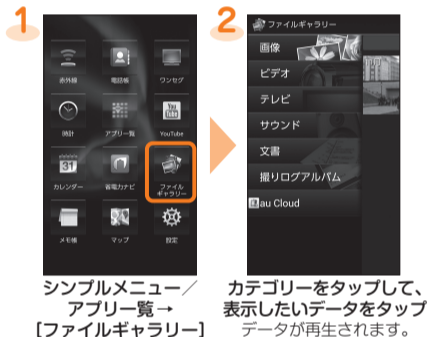 1
赤外線
電話帳
ワンセグ
時計
アプリ一覧
You Tube
YouTube
31
カレンダー
省電力ナビ
ファイル
ギャラリー
メモ帳
マップ
設定
シンプルメニュー／
アプリ一覧→
[ファイルギャラリー]
2
ファイルギャラリー
画像
ビデオ
テレビ
サウンド
文書
撮りログアルバム
au Cloud
カテゴリーをタップして、
表示したいデータをタップ
データが再生されます。